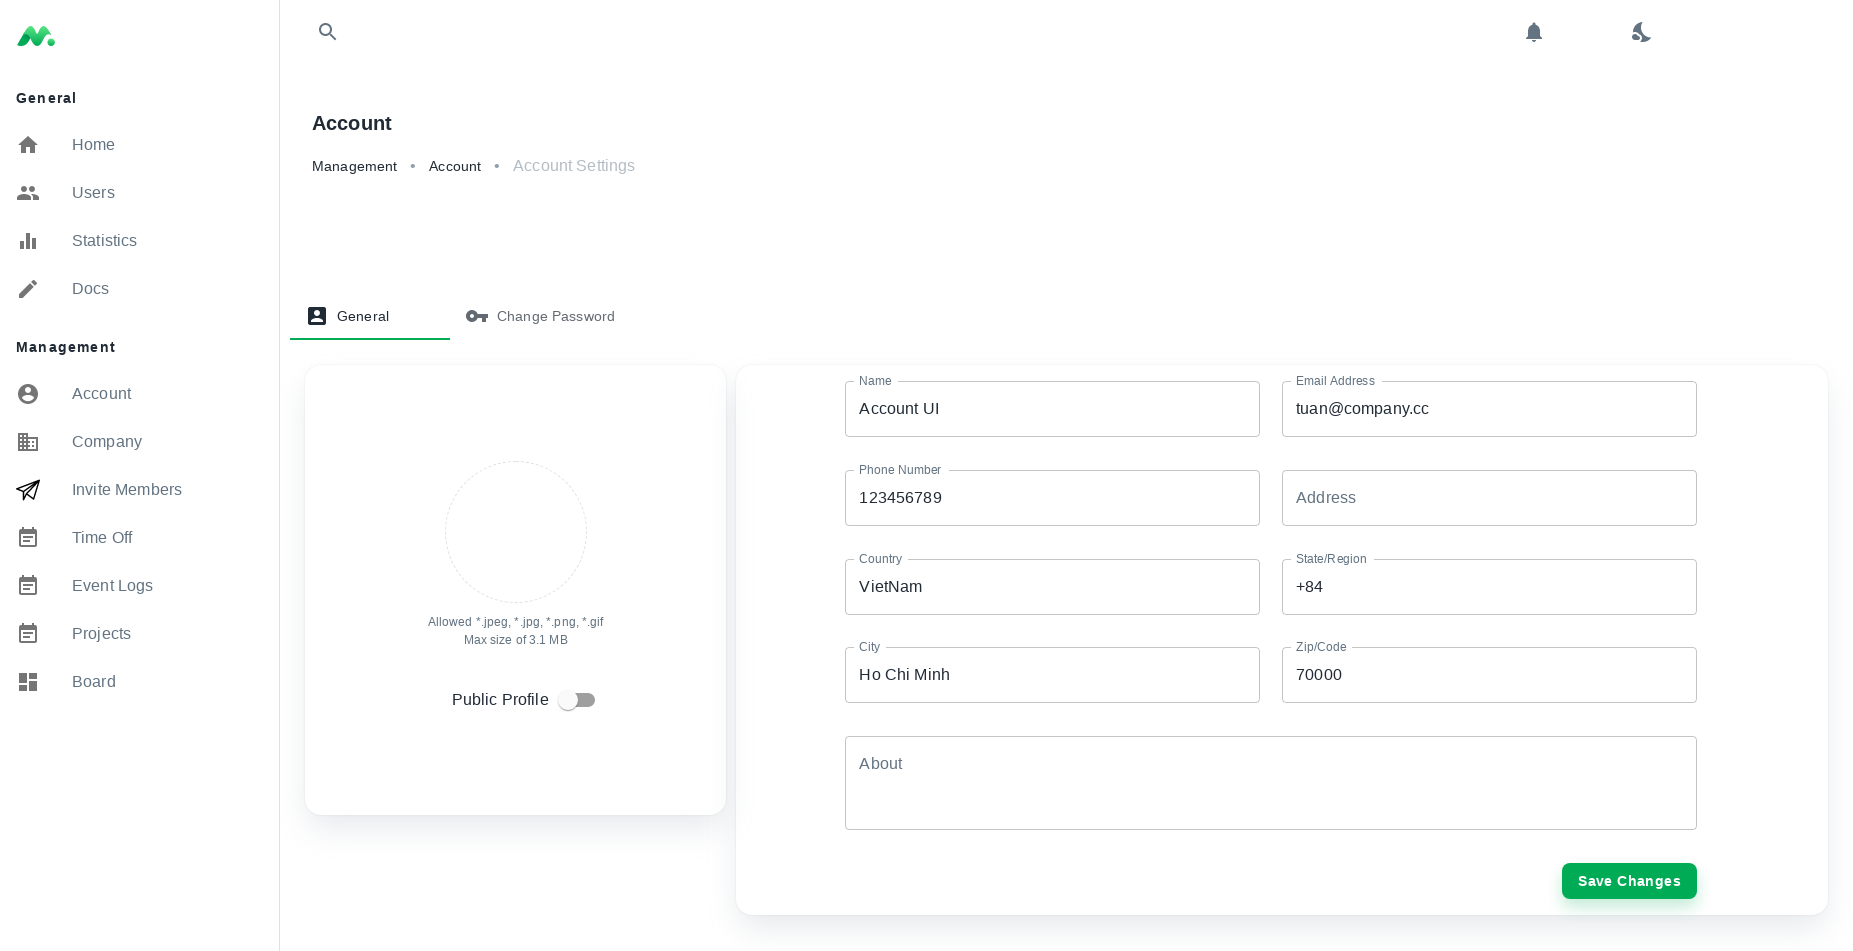 General
Home
Users
Statistics
Docs
Management
Account
Company
Invite Members
Time Off
Event Logs
Projects
Board
Account
Management • Account • Account Settings
General
Change Password
Allowed *.jpeg, *.jpg, *.png, *.gif
Max size of 3.1 MB
Public Profile
Name
Account UI
Email Address
tuan@company.cc
Phone Number
123456789
Address
Country
VietNam
State/Region
+84
City
Ho Chi Minh
Zip/Code
70000
About
Save Changes